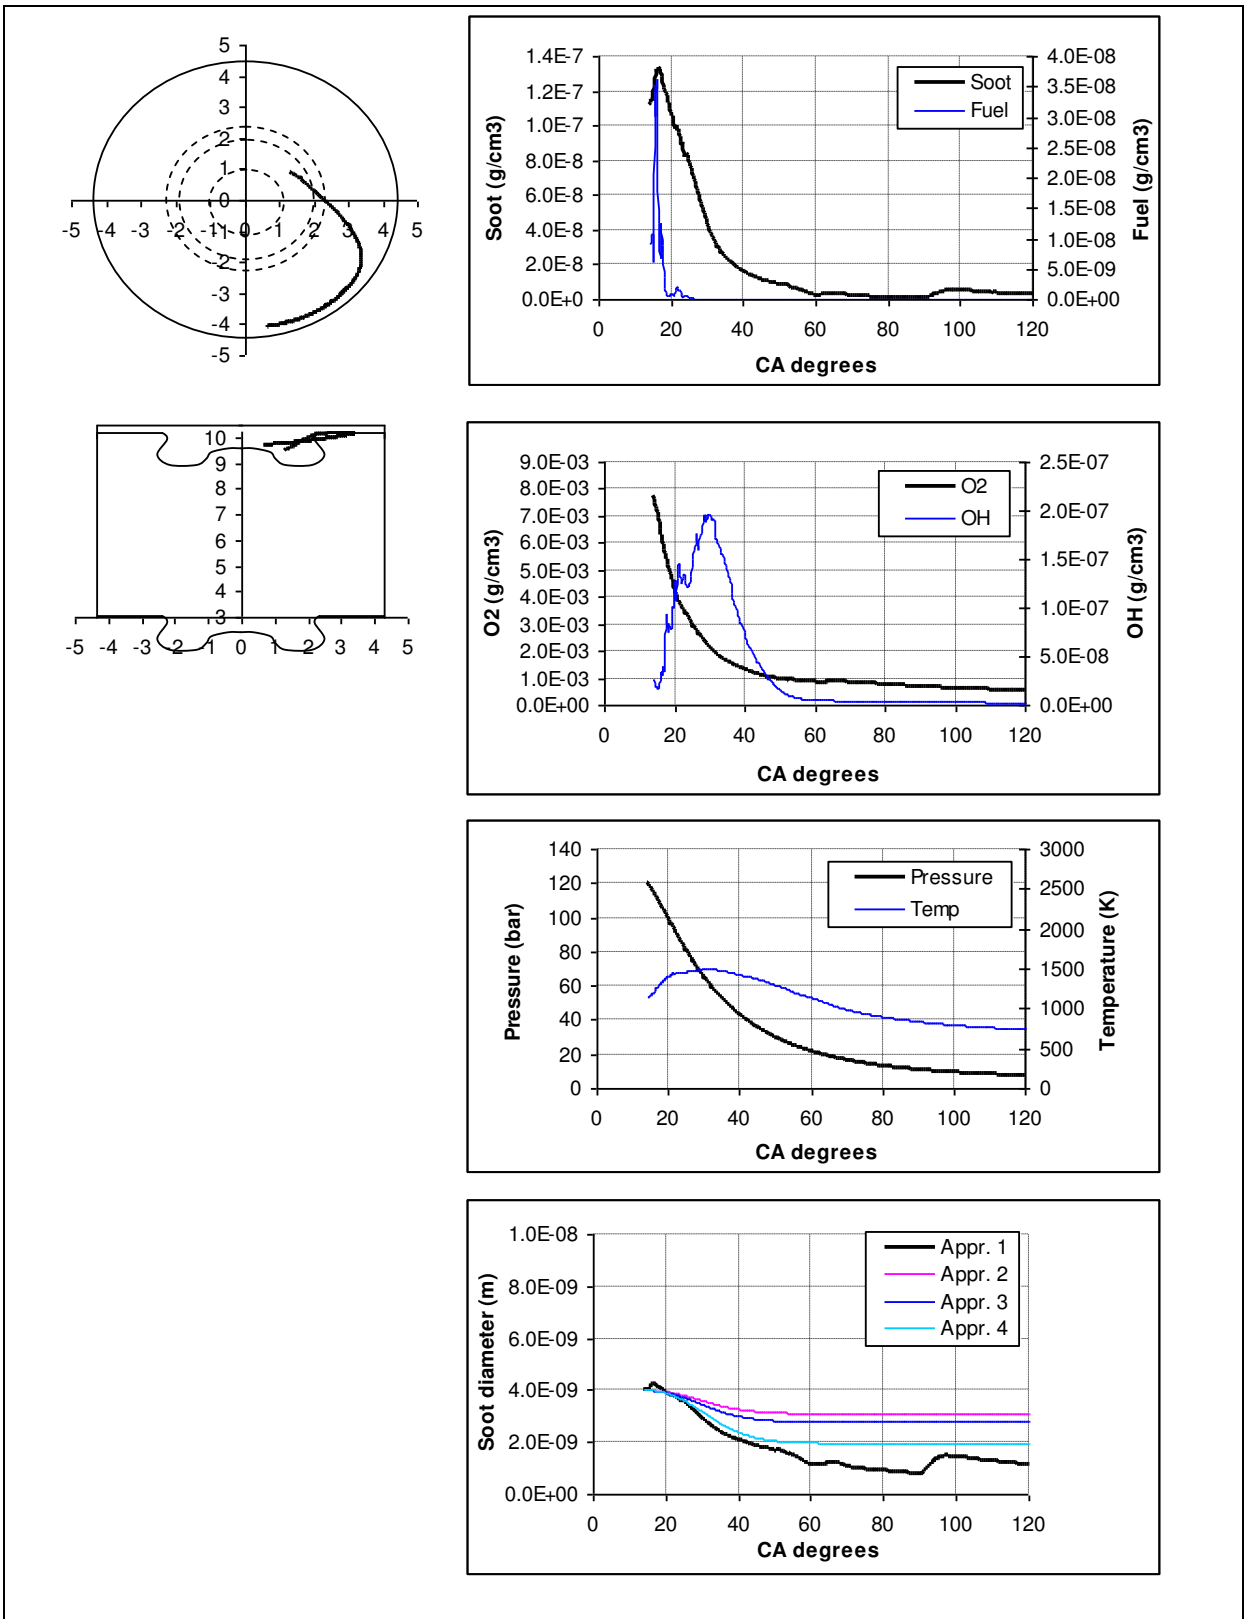 5
4
3
2
1
0
-5 -4 -3 -2 -1 0 1 2 3 4 5
-1
-2
-3
-4
-5
10
9
3
-5 -4 -3 -2 -1 0 1 2 3 4 5
1.4E-7 4.0E-08
1.2E-7 3.5E-08
1.0E-7 3.0E-08
8.0E-8 2.5E-08
6.0E-8 2.0E-08
4.0E-8 1.5E-08
2.0E-8 1.0E-08
0.0E+0 5.0E-09
0.0E+00
Soot (g/cm3)
Fuel (g/cm3)
Soot
Fuel
0 20 40 60 80 100 120
CA degrees
9.0E-03 2.5E-07
8.0E-03 2.0E-07
7.0E-03 1.5E-07
6.0E-03 1.0E-07
5.0E-03 5.0E-08
4.0E-03 0.0E+00
3.0E-03
2.0E-03
1.0E-03
0.0E+00
O2 (g/cm3)
OH (g/cm3)
O2
OH
0 20 40 60 80 100 120
CA degrees
140 3000
120 2500
100 2000
80 1500
60 1000
40 500
20 0
0
Pressure (bar)
Temperature (K)
Pressure
Temp
0 20 40 60 80 100 120
CA degrees
1.0E-08
8.0E-09
6.0E-09
4.0E-09
2.0E-09
0.0E+00
Soot diameter (m)
Appr. 1
Appr. 2
Appr. 3
Appr. 4
0 20 40 60 80 100 120
CA degrees